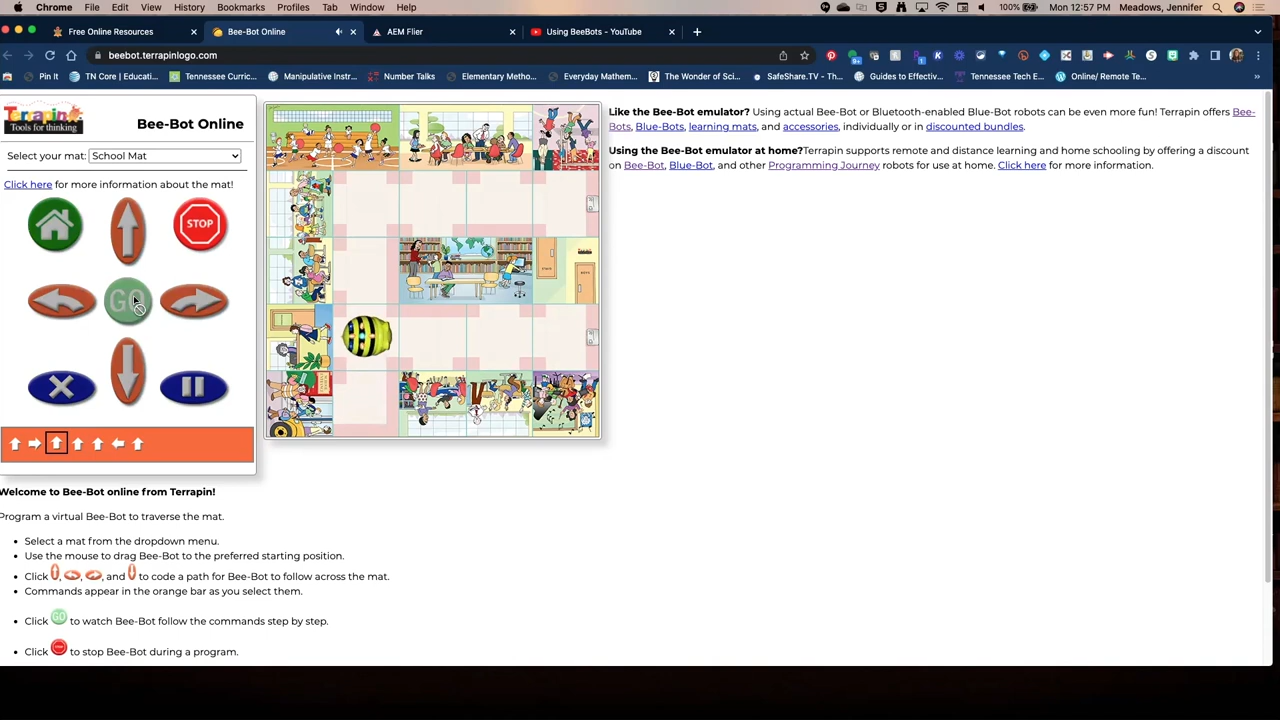 Chrome File Edit View History Bookmarks Profiles Tab Window Help 100% Mon 12:57 PM Meadows, Jennifer
Free Online Resources Bee-Bot Online AEM Flier Using BeeBots - YouTube
beebot.terrapinlogo.com
Pin It TN Core | Educati... Tennessee Curric... Manipulative Instr... Number Talks Elementary Metho... Everyday Mathem... The Wonder of Sci... SafeShare.TV - Th... Guides to Effectiv... Tennessee Tech E... Online/ Remote Te...
Terrapin
Tools for thinking
Bee-Bot Online
Select your mat: School Mat
Click here for more information about the mat!
STOP
GO
Like the Bee-Bot emulator? Using actual Bee-Bot or Bluetooth-enabled Blue-Bot robots can be even more fun! Terrapin offers Bee-
Bots, Blue-Bots, learning mats, and accessories, individually or in discounted bundles.
Using the Bee-Bot emulator at home?Terrapin supports remote and distance learning and home schooling by offering a discount
on Bee-Bot, Blue-Bot, and other Programming Journey robots for use at home. Click here for more information.
Welcome to Bee-Bot online from Terrapin!
Program a virtual Bee-Bot to traverse the mat.
Select a mat from the dropdown menu.
Use the mouse to drag Bee-Bot to the preferred starting position.
Click , , , and to code a path for Bee-Bot to follow across the mat.
Commands appear in the orange bar as you select them.
Click GO to watch Bee-Bot follow the commands step by step.
Click to stop Bee-Bot during a program.